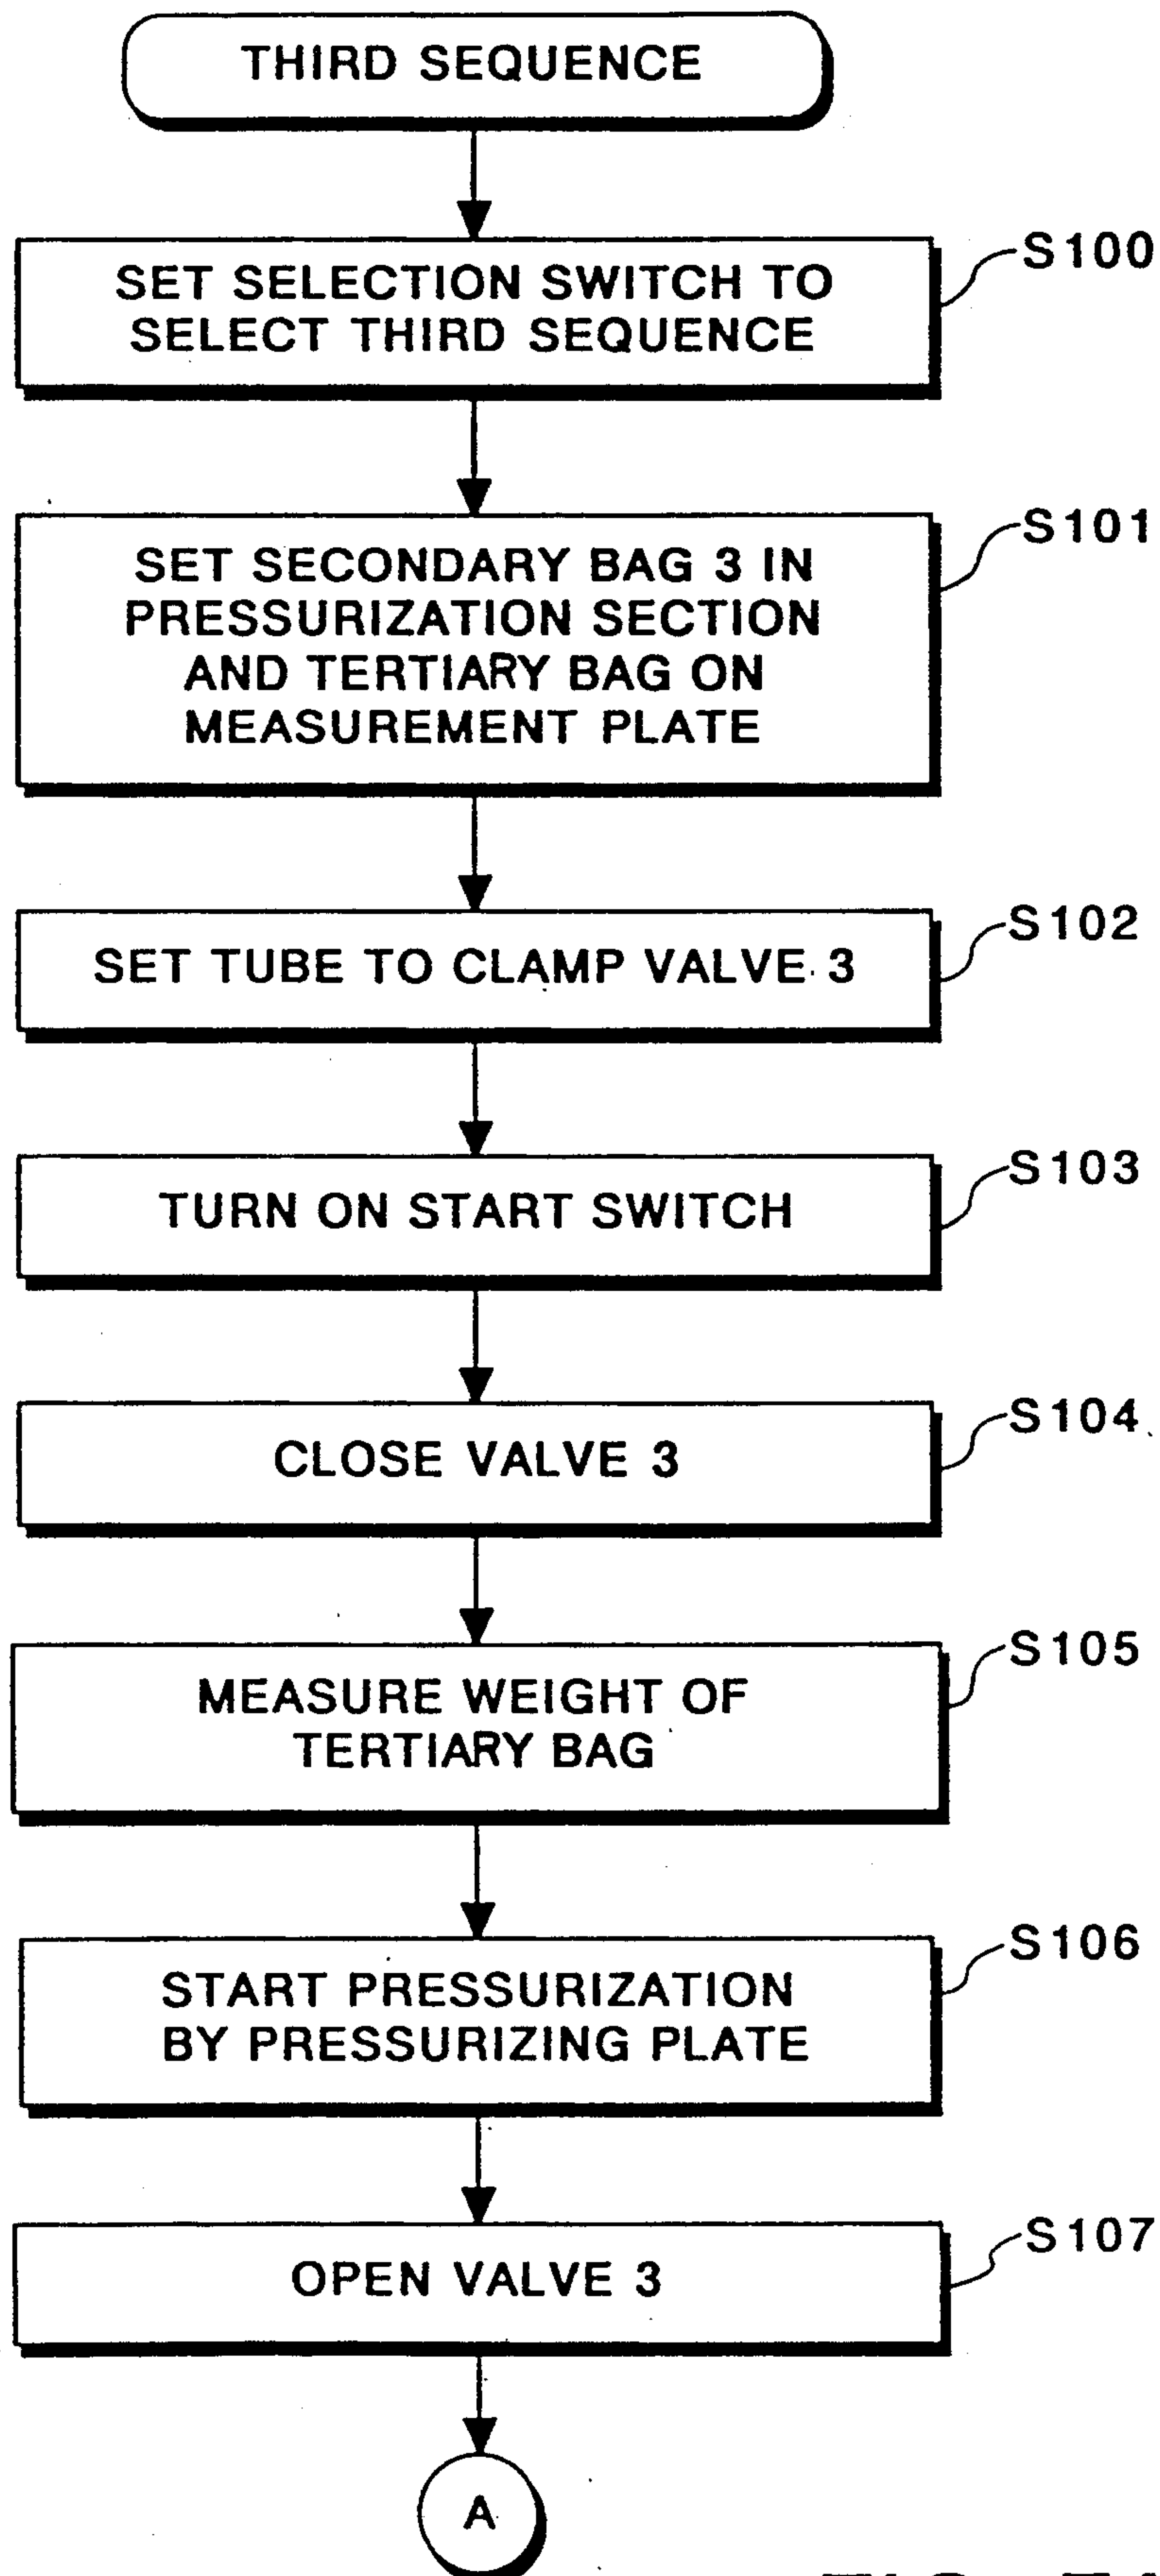 THIRD SEQUENCE
S100
SET SELECTION SWITCH TO
SELECT THIRD SEQUENCE
S101
SET SECONDARY BAG 3 IN
PRESSURIZATION SECTION
AND TERTIARY BAG ON
MEASUREMENT PLATE
S102
SET TUBE TO CLAMP VALVE 3
S103
TURN ON START SWITCH
S104
CLOSE VALVE 3
S105
MEASURE WEIGHT OF
TERTIARY BAG
S106
START PRESSURIZATION
BY PRESSURIZING PLATE
S107
OPEN VALVE 3
A